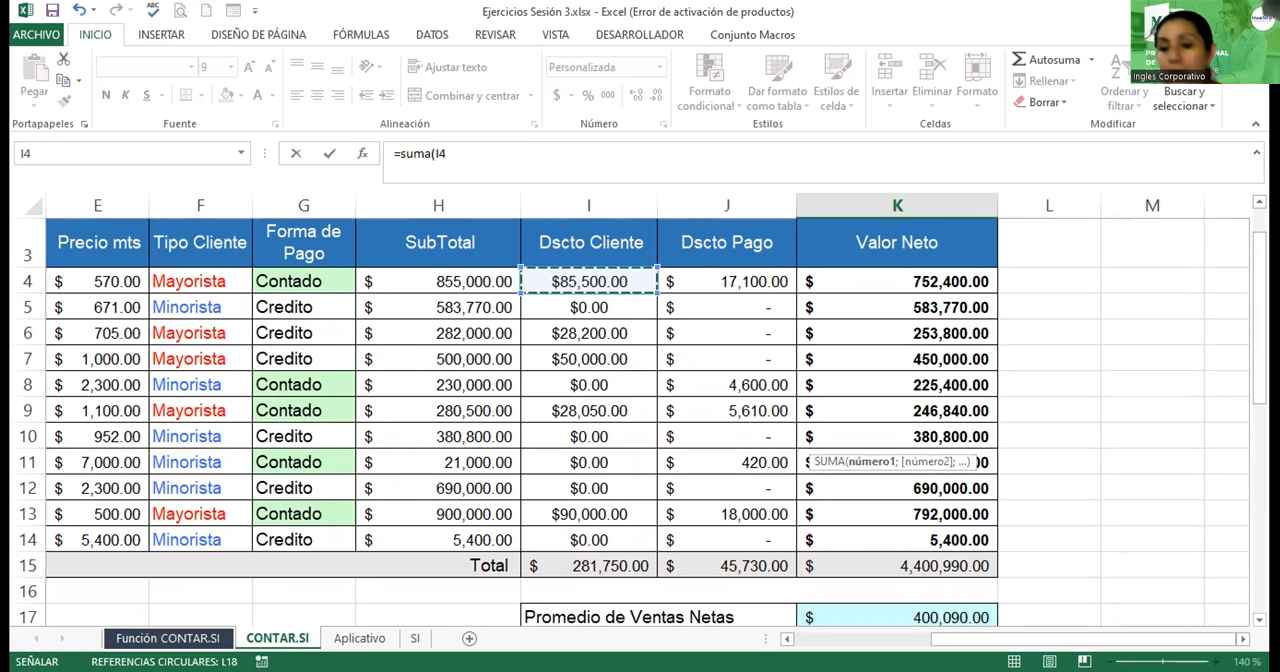 Ejercicios Sesión 3.xlsx - Excel (Error de activación de productos)
ARCHIVO INICIO INSERTAR DISEÑO DE PÁGINA FÓRMULAS DATOS REVISAR VISTA DESARROLLADOR Conjunto Macros
Ingles Corporativo
Pegar
Portapapeles
9
N K S
Fuente
Ajustar texto
Combinar y centrar
Alineación
Personalizada
$ % 000
Número
Formato condicional
Dar formato como tabla
Estilos de celda
Estilos
Insertar Eliminar Formato
Celdas
Autosuma
Rellenar
Borrar
Ordenar y filtrar
Buscar y seleccionar
Modificar
I4 fx =suma(I4
E F G H I J K L M
3 Precio mts Tipo Cliente Forma de Pago SubTotal Dscto Cliente Dscto Pago Valor Neto
4 $ 570.00 Mayorista Contado $ 855,000.00 $85,500.00 $ 17,100.00 $ 752,400.00
5 $ 671.00 Minorista Credito $ 583,770.00 $0.00 $ - $ 583,770.00
6 $ 705.00 Mayorista Credito $ 282,000.00 $28,200.00 $ - $ 253,800.00
7 $ 1,000.00 Mayorista Credito $ 500,000.00 $50,000.00 $ - $ 450,000.00
8 $ 2,300.00 Minorista Contado $ 230,000.00 $0.00 $ 4,600.00 $ 225,400.00
9 $ 1,100.00 Mayorista Contado $ 280,500.00 $28,050.00 $ 5,610.00 $ 246,840.00
10 $ 952.00 Minorista Credito $ 380,800.00 $0.00 $ - $ 380,800.00
11 $ 7,000.00 Minorista Contado $ 21,000.00 $0.00 $ 420.00 SUMA(número1; [número2]; ...) 00
12 $ 2,300.00 Minorista Credito $ 690,000.00 $0.00 $ - $ 690,000.00
13 $ 500.00 Mayorista Contado $ 900,000.00 $90,000.00 $ 18,000.00 $ 792,000.00
14 $ 5,400.00 Minorista Credito $ 5,400.00 $0.00 $ - $ 5,400.00
15 Total $ 281,750.00 $ 45,730.00 $ 4,400,990.00
16
17 Promedio de Ventas Netas $ 400,090.00
Función CONTAR.SI CONTAR.SI Aplicativo SI
SEÑALAR REFERENCIAS CIRCULARES: L18 140 %